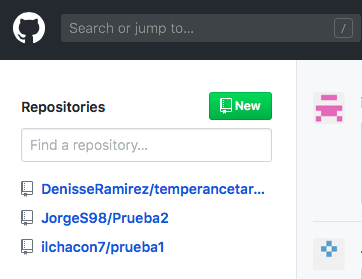 Search or jump to...
/
Repositories
New
Find a repository...
DenisseRamirez/temperancetar...
JorgeS98/Prueba2
ilchacon7/prueba1